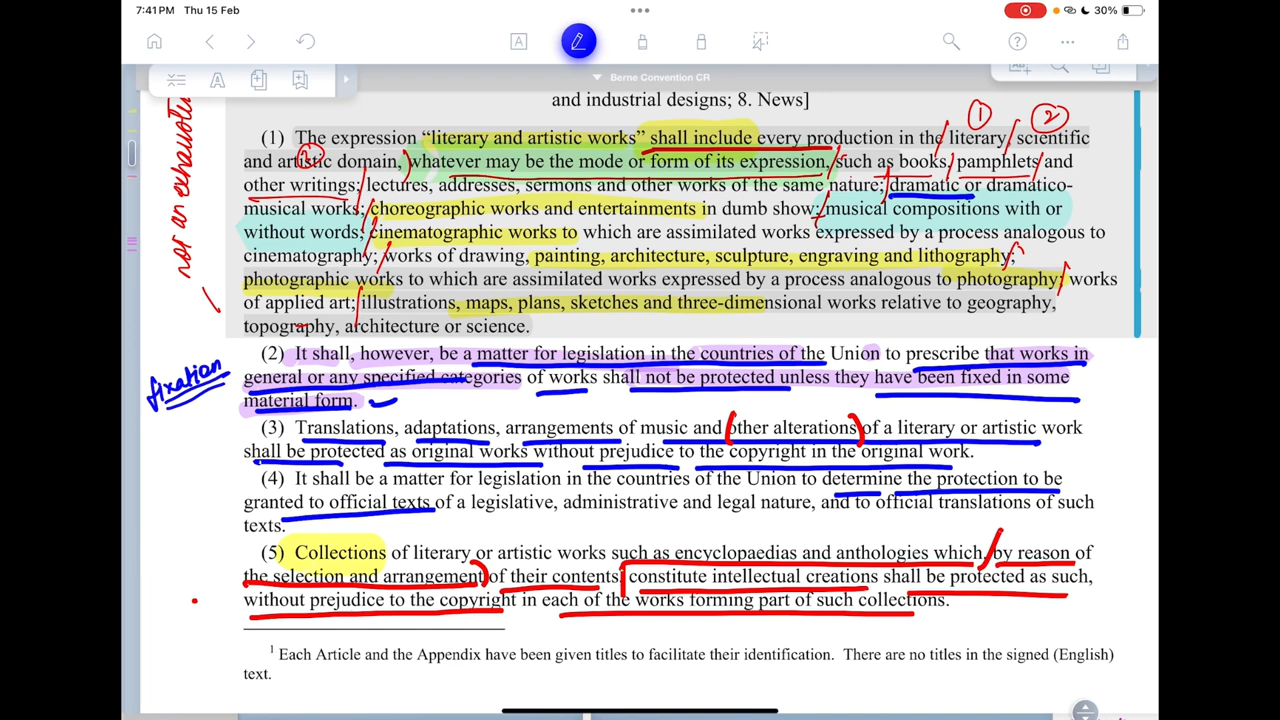 7:41PM Thu 15 Feb
30%
Berne Convention CR
and industrial designs; 8. News]
(1) The expression “literary and artistic works” shall include every production in the literary, scientific
and artistic domain, whatever may be the mode or form of its expression, such as books, pamphlets and
other writings; lectures, addresses, sermons and other works of the same nature; dramatic or dramatico-
musical works; choreographic works and entertainments in dumb show; musical compositions with or
without words; cinematographic works to which are assimilated works expressed by a process analogous to
cinematography; works of drawing, painting, architecture, sculpture, engraving and lithography;
photographic works to which are assimilated works expressed by a process analogous to photography; works
of applied art; illustrations, maps, plans, sketches and three-dimensional works relative to geography,
topography, architecture or science.
1
2
3
not an exhaustiv
(2) It shall, however, be a matter for legislation in the countries of the Union to prescribe that works in
general or any specified categories of works shall not be protected unless they have been fixed in some
material form.
fixation
(3) Translations, adaptations, arrangements of music and other alterations of a literary or artistic work
shall be protected as original works without prejudice to the copyright in the original work.
(4) It shall be a matter for legislation in the countries of the Union to determine the protection to be
granted to official texts of a legislative, administrative and legal nature, and to official translations of such
texts.
(5) Collections of literary or artistic works such as encyclopaedias and anthologies which, by reason of
the selection and arrangement of their contents, constitute intellectual creations shall be protected as such,
without prejudice to the copyright in each of the works forming part of such collections.
1 Each Article and the Appendix have been given titles to facilitate their identification. There are no titles in the signed (English)
text.